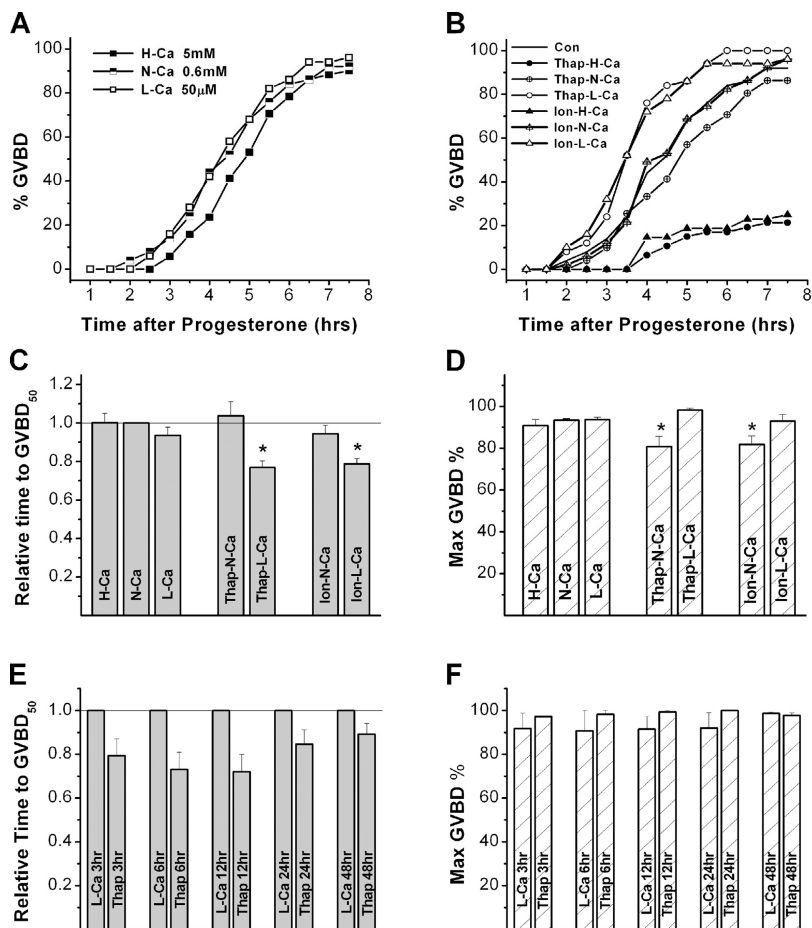 A
H-Ca 5mM
N-Ca 0.6mM
L-Ca 50µM
% GVBD
100
80
60
40
20
0
1 2 3 4 5 6 7 8
Time after Progesterone (hrs)
B
Con
Thap-H-Ca
Thap-N-Ca
Thap-L-Ca
Ion-H-Ca
Ion-N-Ca
Ion-L-Ca
% GVBD
100
80
60
40
20
0
1 2 3 4 5 6 7 8
Time after Progesterone (hrs)
C
Relative time to GVBD50
1.2
1.0
0.8
0.6
0.4
0.2
* *
H-Ca
N-Ca
L-Ca
Thap-N-Ca
Thap-L-Ca
Ion-N-Ca
Ion-L-Ca
D
Max GVBD %
100
80
60
40
20
* *
H-Ca
N-Ca
L-Ca
Thap-N-Ca
Thap-L-Ca
Ion-N-Ca
Ion-L-Ca
E
Relative Time to GVBD50
1.0
0.8
0.6
0.4
0.2
L-Ca 3hr
Thap 3hr
L-Ca 6hr
Thap 6hr
L-Ca 12hr
Thap 12hr
L-Ca 24hr
Thap 24hr
L-Ca 48hr
Thap 48hr
F
Max GVBD %
100
80
60
40
20
L-Ca 3hr
Thap 3hr
L-Ca 6hr
Thap 6hr
L-Ca 12hr
Thap 12hr
L-Ca 24hr
Thap 24hr
L-Ca 48hr
Thap 48hr